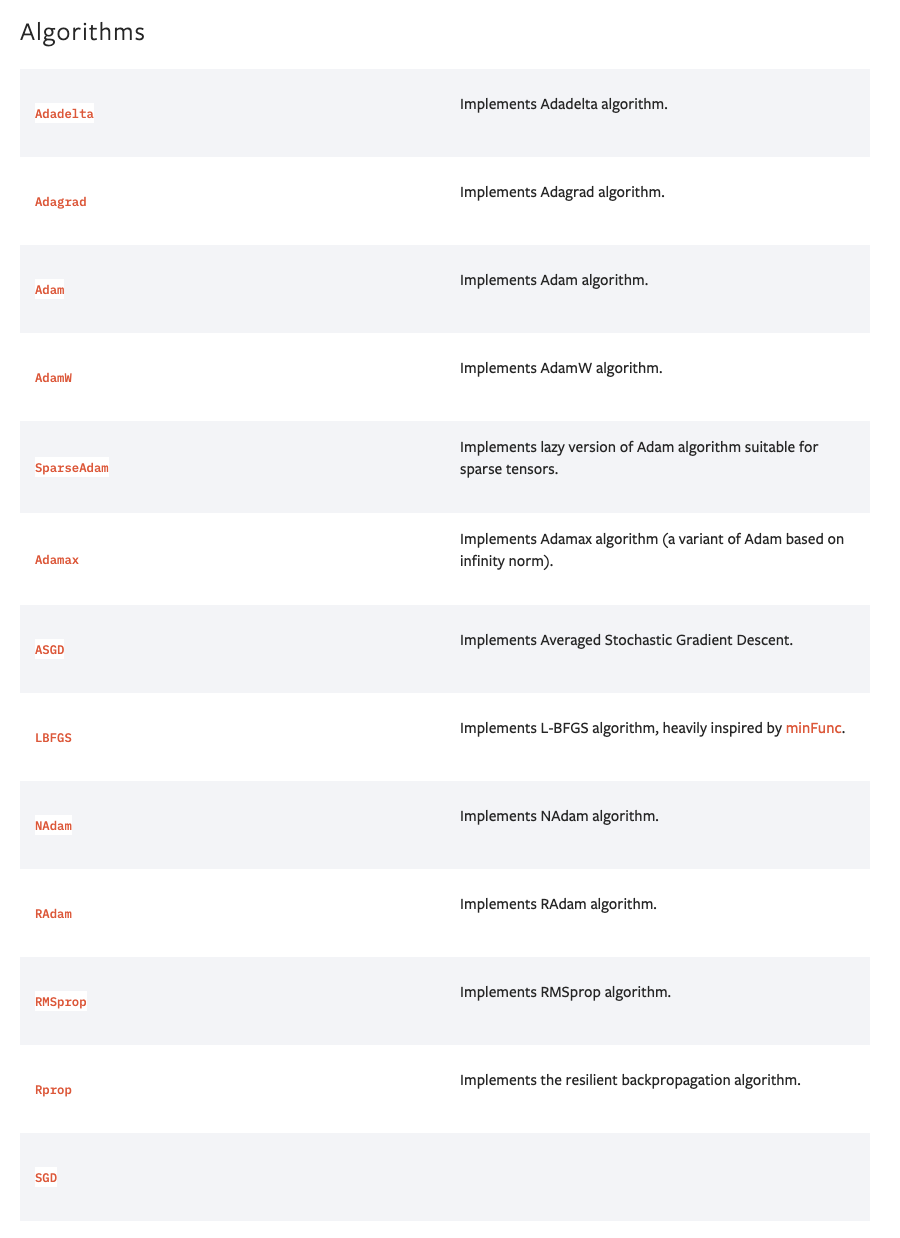 Algorithms
Adadelta
Implements Adadelta algorithm.
Adagrad
Implements Adagrad algorithm.
Adam
Implements Adam algorithm.
AdamW
Implements AdamW algorithm.
SparseAdam
Implements lazy version of Adam algorithm suitable for
sparse tensors.
Adamax
Implements Adamax algorithm (a variant of Adam based on
infinity norm).
ASGD
Implements Averaged Stochastic Gradient Descent.
LBFGS
Implements L-BFGS algorithm, heavily inspired by minFunc.
NAdam
Implements NAdam algorithm.
RAdam
Implements RAdam algorithm.
RMSprop
Implements RMSprop algorithm.
Rprop
Implements the resilient backpropagation algorithm.
SGD